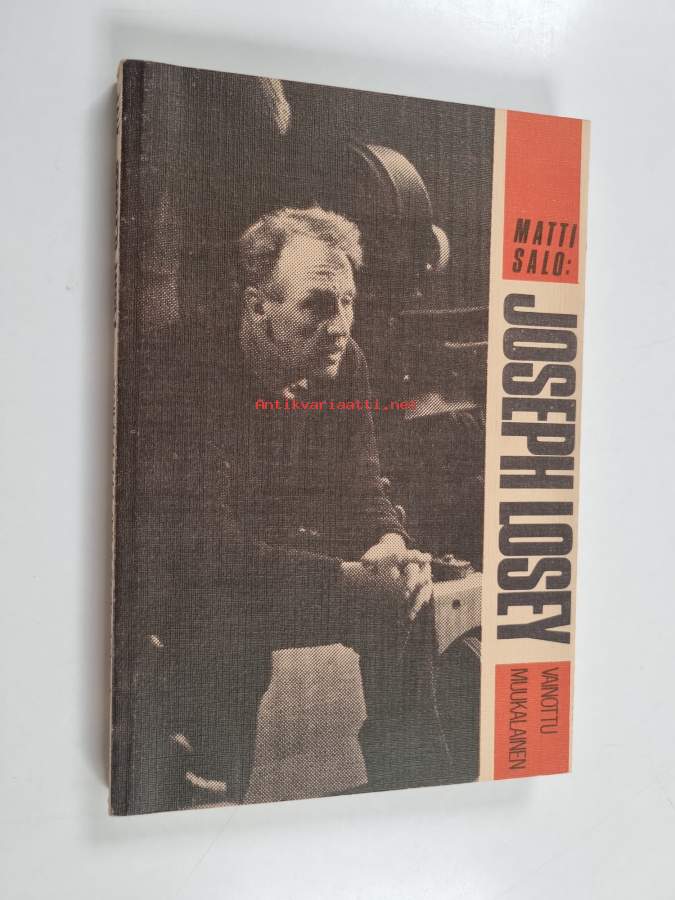 MATTI
SALO:
JOSEPH LOSEY
VAINOTTU
MUUKALAINEN
Antikvariaatti.net